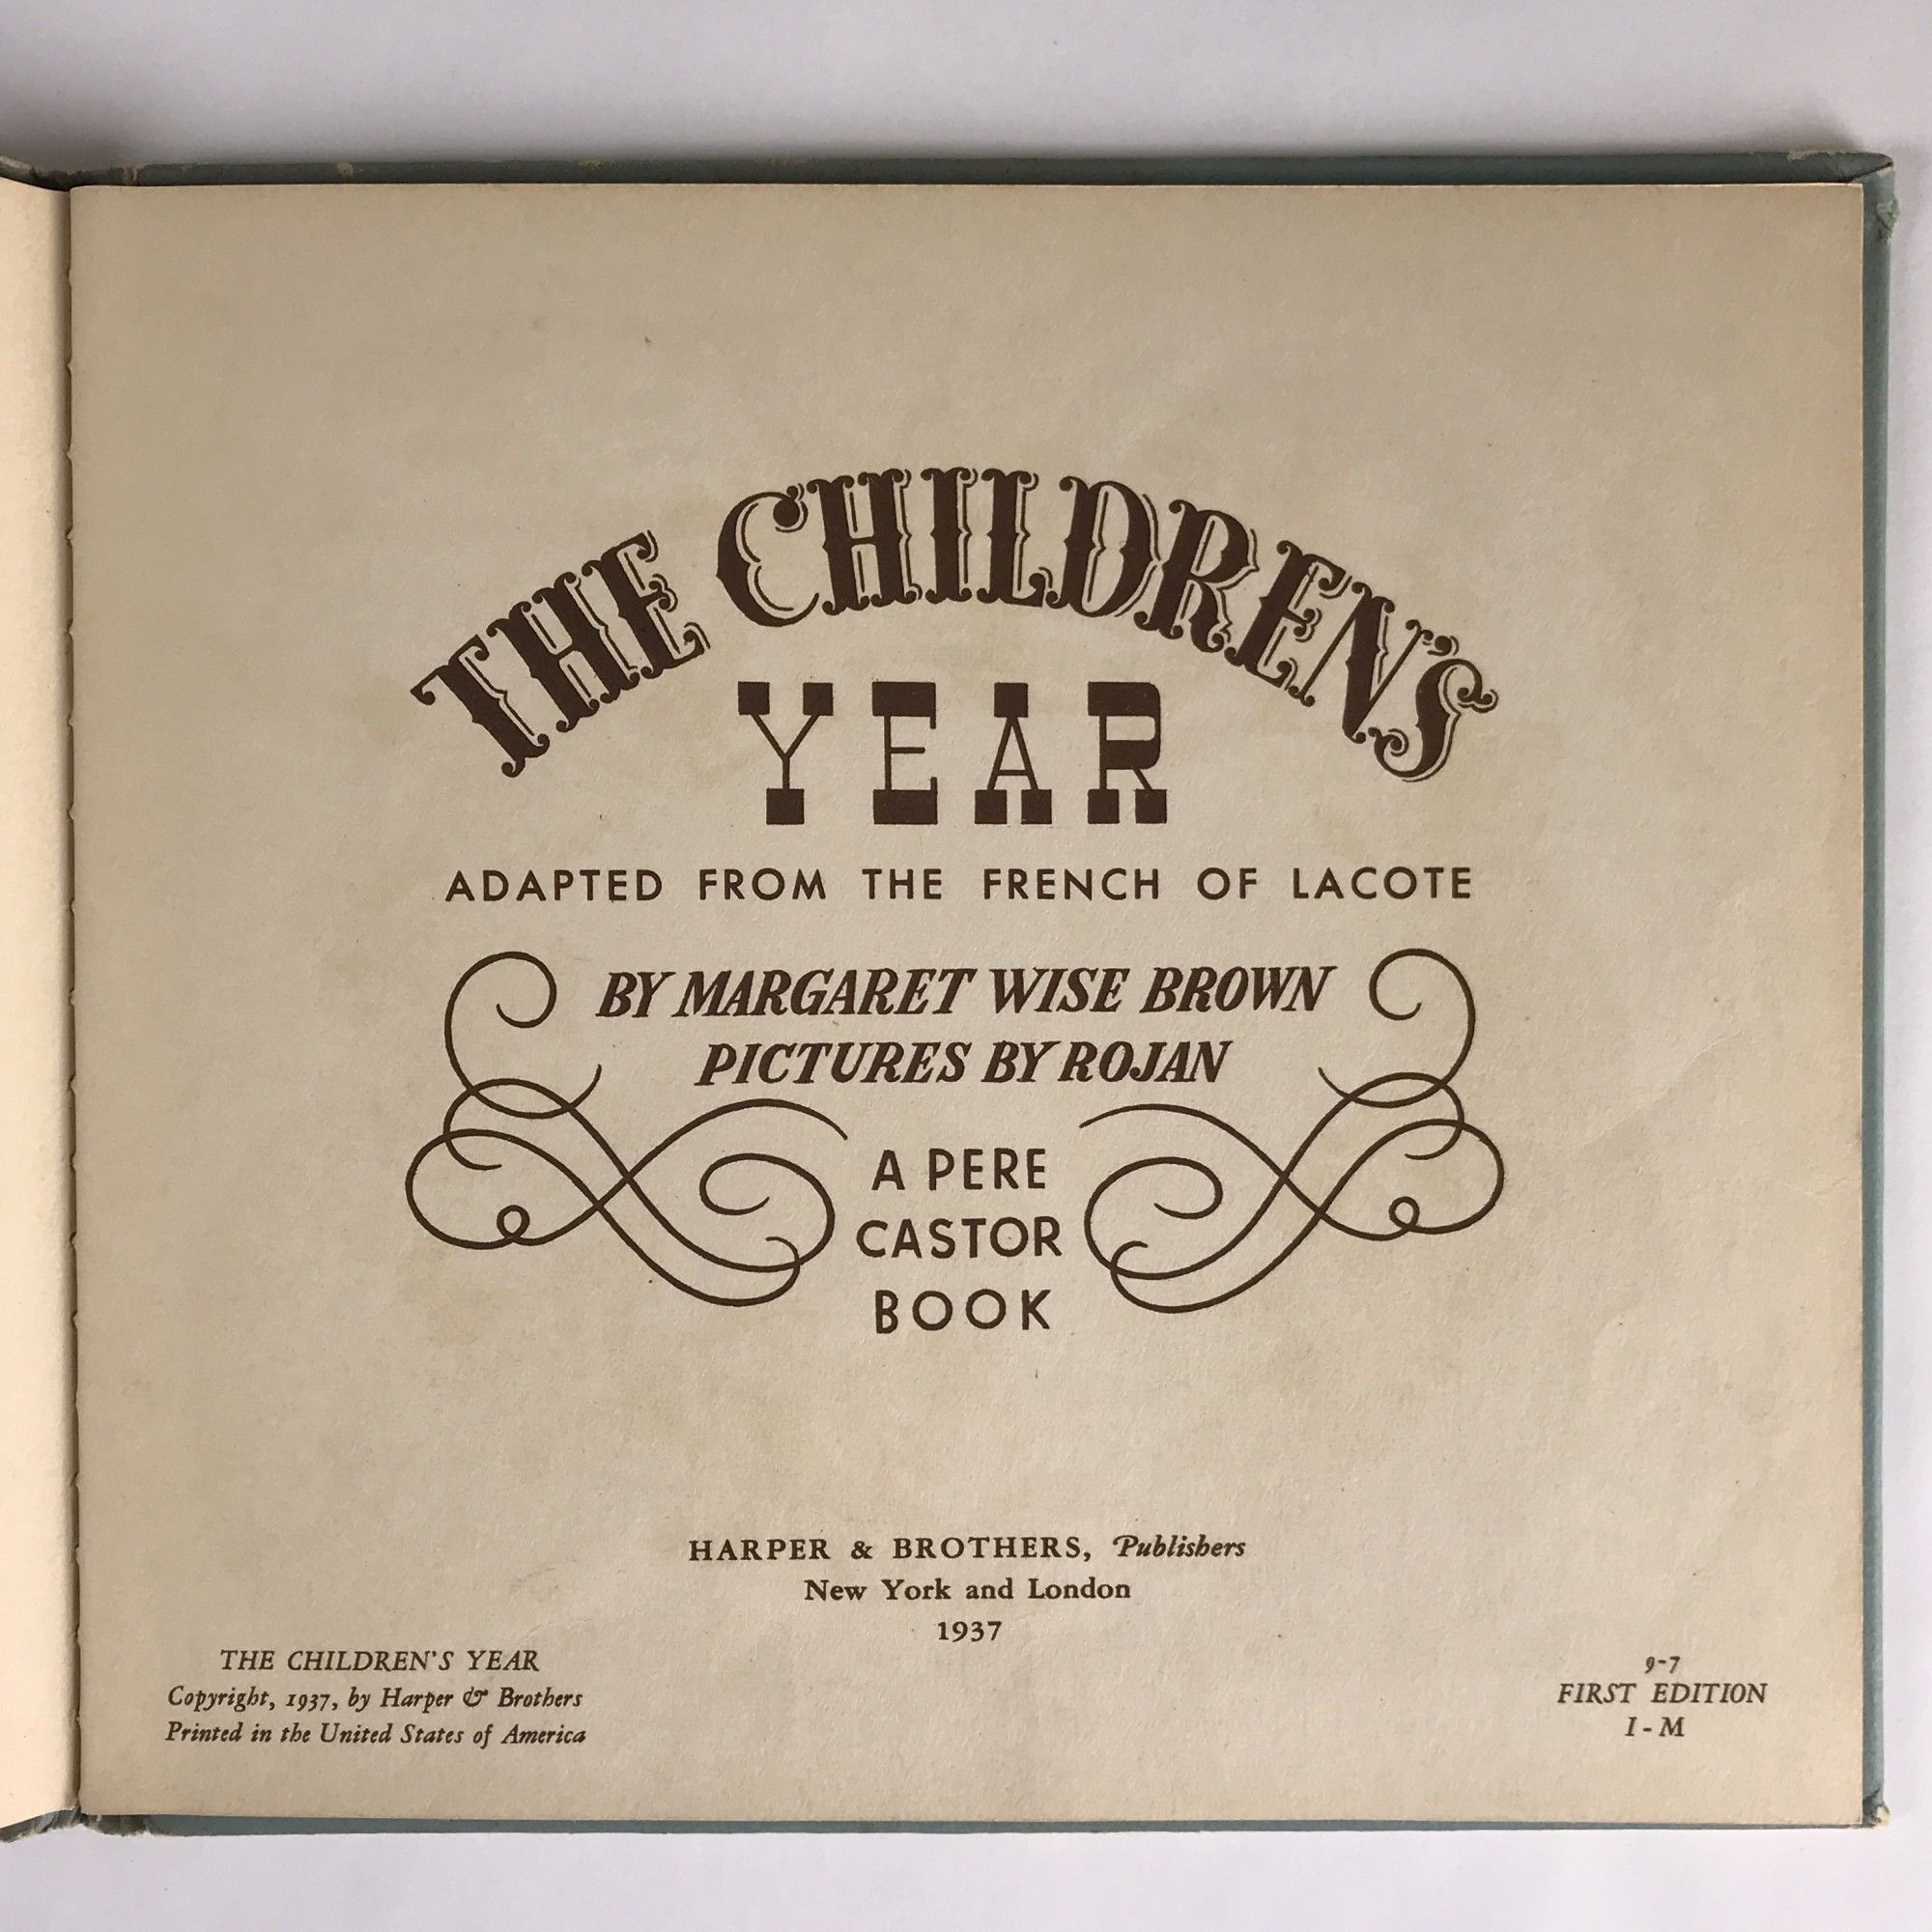 THE CHILDREN'S
YEAR
ADAPTED FROM THE FRENCH OF LACOTE
BY MARGARET WISE BROWN
PICTURES BY ROJAN
A PERE
CASTOR
BOOK
HARPER & BROTHERS, Publishers
New York and London
1937
THE CHILDREN'S YEAR
Copyright, 1937, by Harper & Brothers
Printed in the United States of America
9-7
FIRST EDITION
I-M